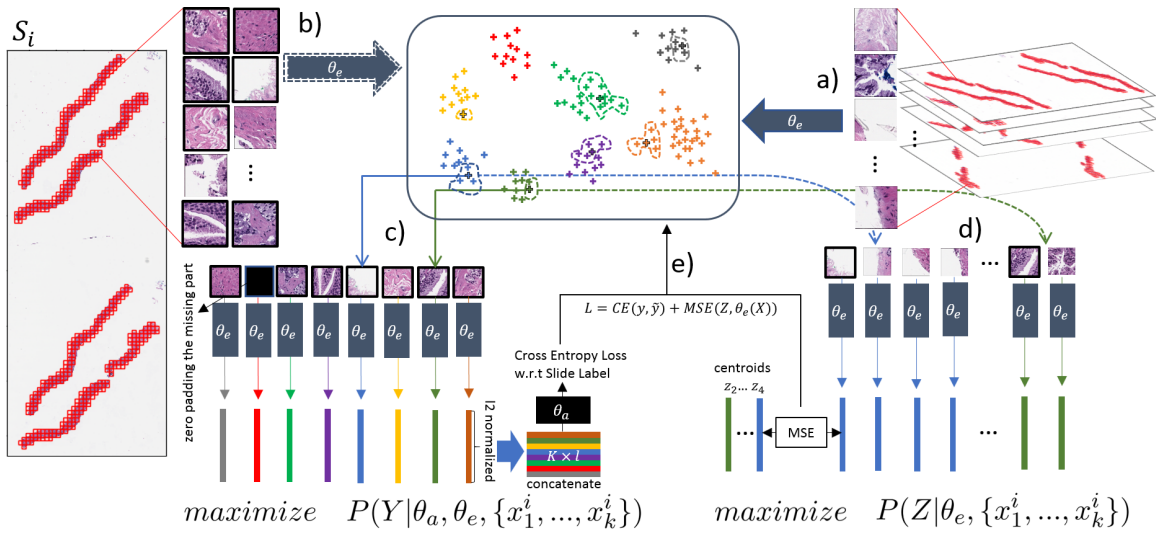 S_i
b)
θ_e
a)
θ_e
c)
d)
e)
zero padding the missing part
θ_e θ_e θ_e θ_e θ_e θ_e θ_e θ_e
L = CE(y, ỹ) + MSE(Z, θ_e(X))
θ_e θ_e θ_e θ_e θ_e θ_e
Cross Entropy Loss
w.r.t Slide Label
θ_a
l2 normalized
K × l
concatenate
centroids
z_2... z_4
MSE
maximize P(Y|θ_a, θ_e, {x_1^i, ..., x_k^i})
maximize P(Z|θ_e, {x_1^i, ..., x_k^i})